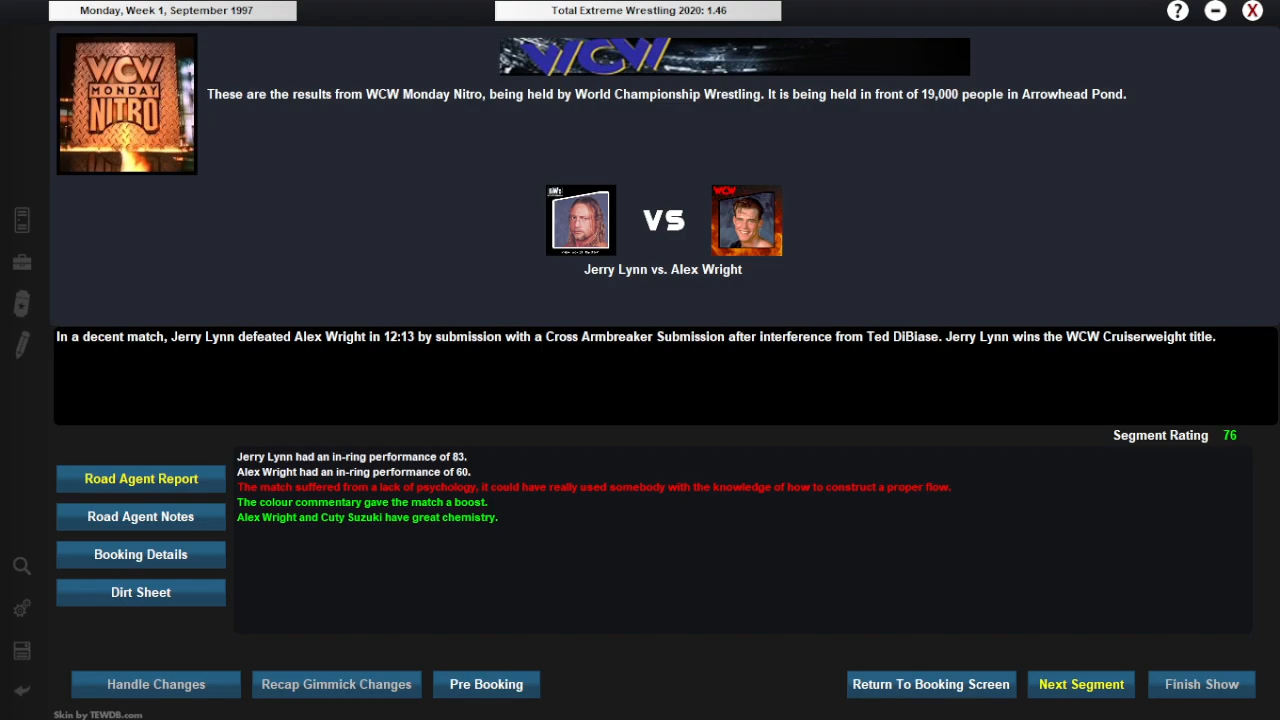 Monday, Week 1, September 1997
Total Extreme Wrestling 2020: 1.46
?
X
WCW
MONDAY
NITRO
WCW
These are the results from WCW Monday Nitro, being held by World Championship Wrestling. It is being held in front of 19,000 people in Arrowhead Pond.
WCW
VS
Jerry Lynn vs. Alex Wright
In a decent match, Jerry Lynn defeated Alex Wright in 12:13 by submission with a Cross Armbreaker Submission after interference from Ted DiBiase. Jerry Lynn wins the WCW Cruiserweight title.
Segment Rating 76
Jerry Lynn had an in-ring performance of 83.
Alex Wright had an in-ring performance of 60.
The match suffered from a lack of psychology, it could have really used somebody with the knowledge of how to construct a proper flow.
The colour commentary gave the match a boost.
Alex Wright and Cuty Suzuki have great chemistry.
Road Agent Report
Road Agent Notes
Booking Details
Dirt Sheet
Handle Changes
Recap Gimmick Changes
Pre Booking
Return To Booking Screen
Next Segment
Finish Show
Skin by TEWDB.com